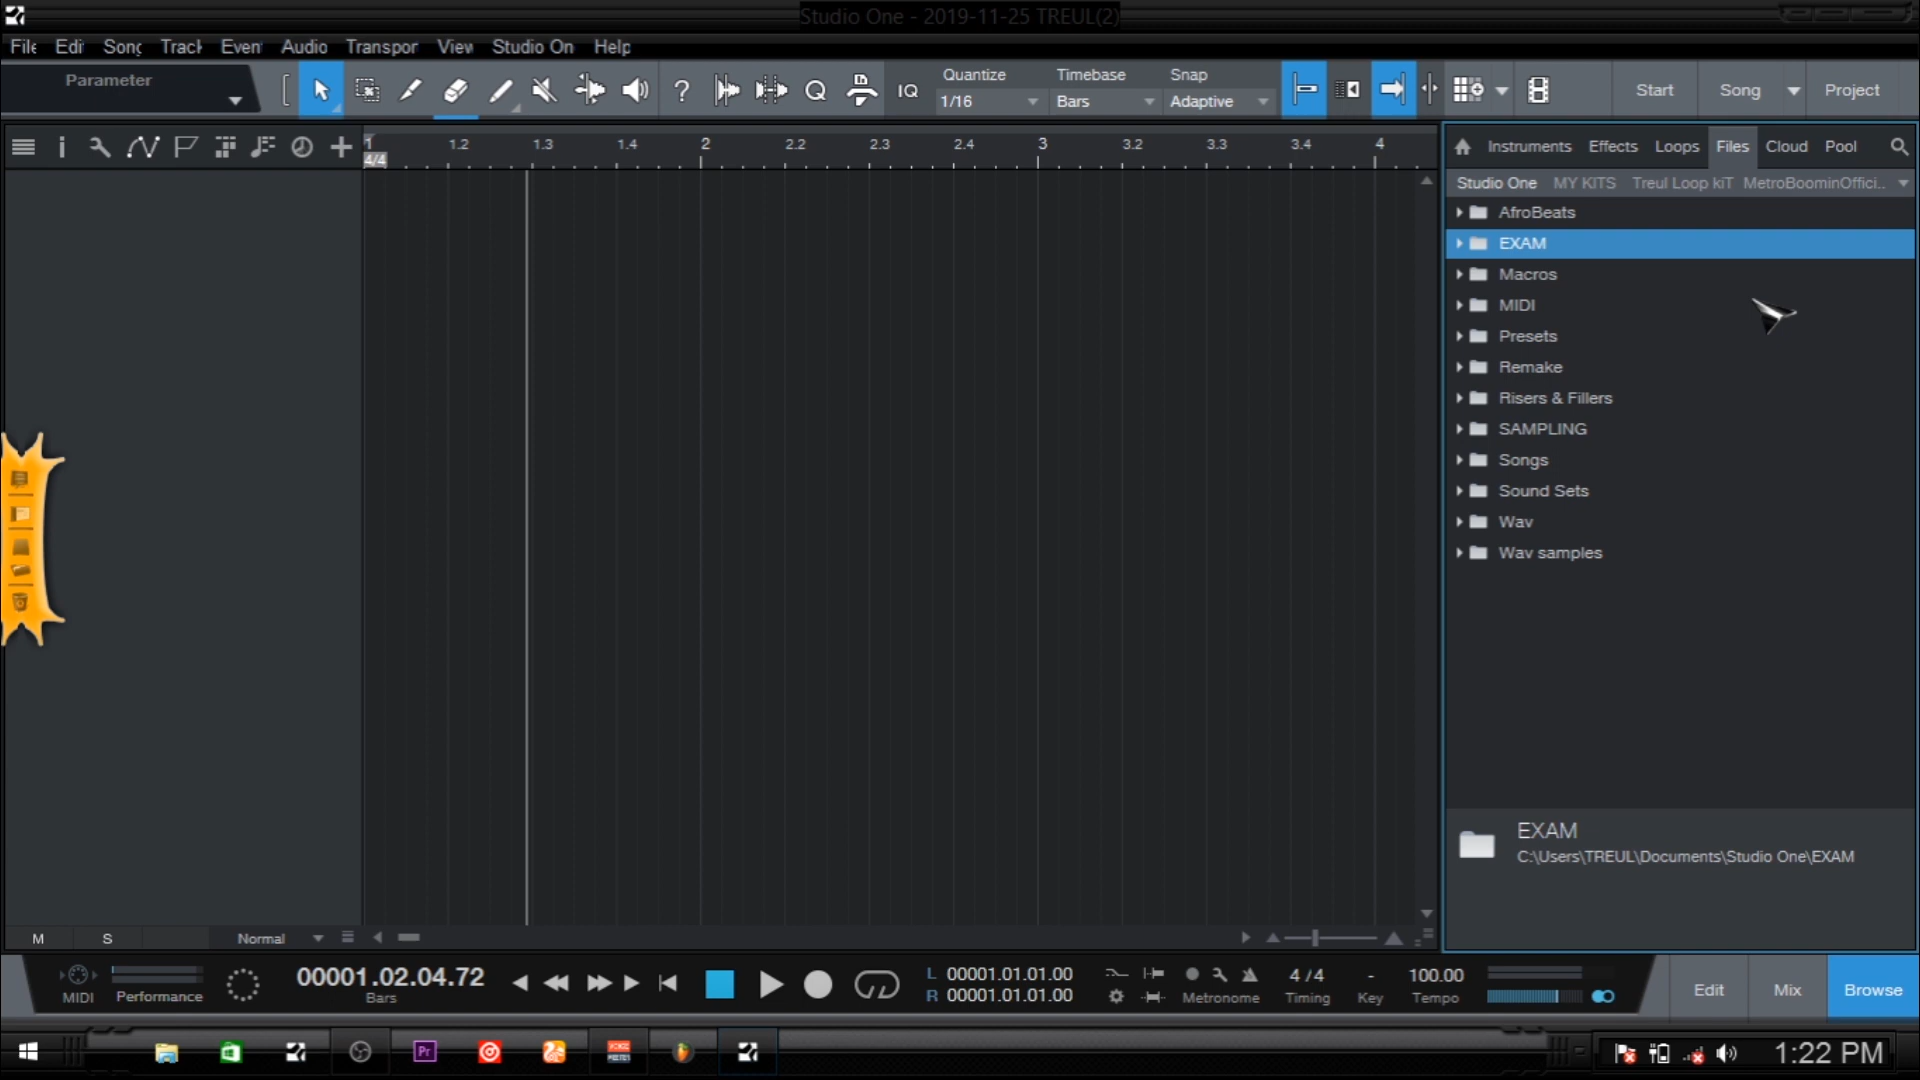 Studio One - 2019-11-25 TREUL(2)
File Edi Song Track Even Audio Transpor View Studio On Help
Parameter
Quantize Timebase Snap
1/16 Bars Adaptive
IQ
Start Song Project
1 1.2 1.3 1.4 2 2.2 2.3 2.4 3 3.2 3.3 3.4 4
4/4
Instruments Effects Loops Files Cloud Pool
Studio One MY KITS Treul Loop kiT MetroBoominOffici..
AfroBeats
EXAM
Macros
MIDI
Presets
Remake
Risers & Fillers
SAMPLING
Songs
Sound Sets
Wav
Wav samples
EXAM
C:\Users\TREUL\Documents\Studio One\EXAM
M S Normal
MIDI
Performance
00001.02.04.72
Bars
L 00001.01.01.00
R 00001.01.01.00
Metronome
4 / 4
Timing
-
Key
100.00
Tempo
Edit Mix Browse
Pr
1:22 PM